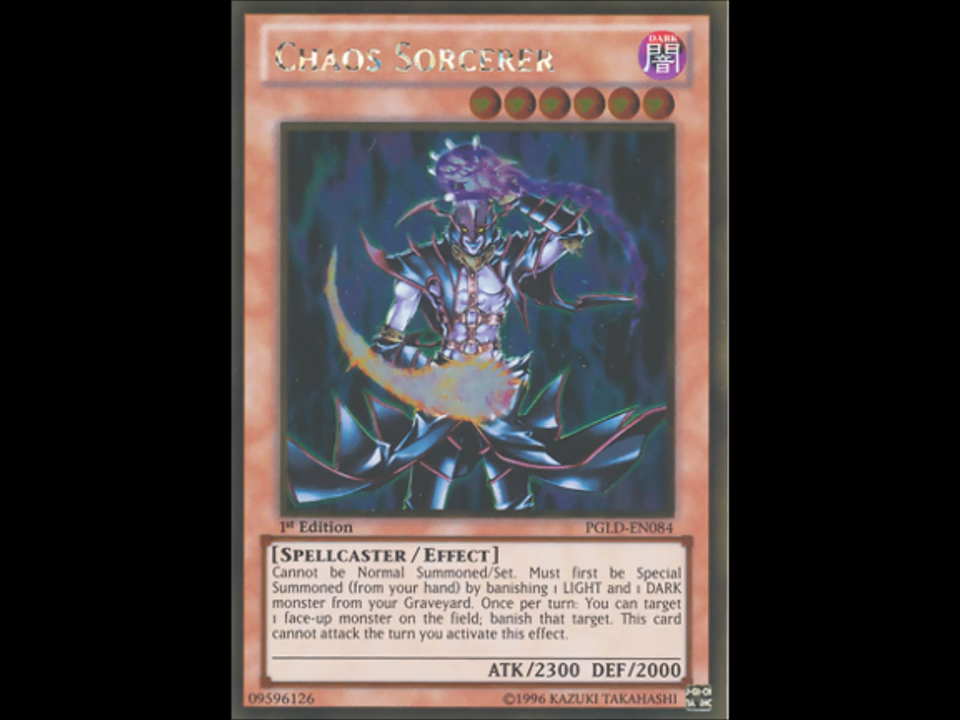 Chaos Sorcerer
DARK
闇
1st Edition
PGLD-EN084
[Spellcaster / Effect]
Cannot be Normal Summoned/Set. Must first be Special
Summoned (from your hand) by banishing 1 LIGHT and 1 DARK
monster from your Graveyard. Once per turn: You can target
1 face-up monster on the field; banish that target. This card
cannot attack the turn you activate this effect.
ATK/2300 DEF/2000
09596126
©1996 KAZUKI TAKAHASHI